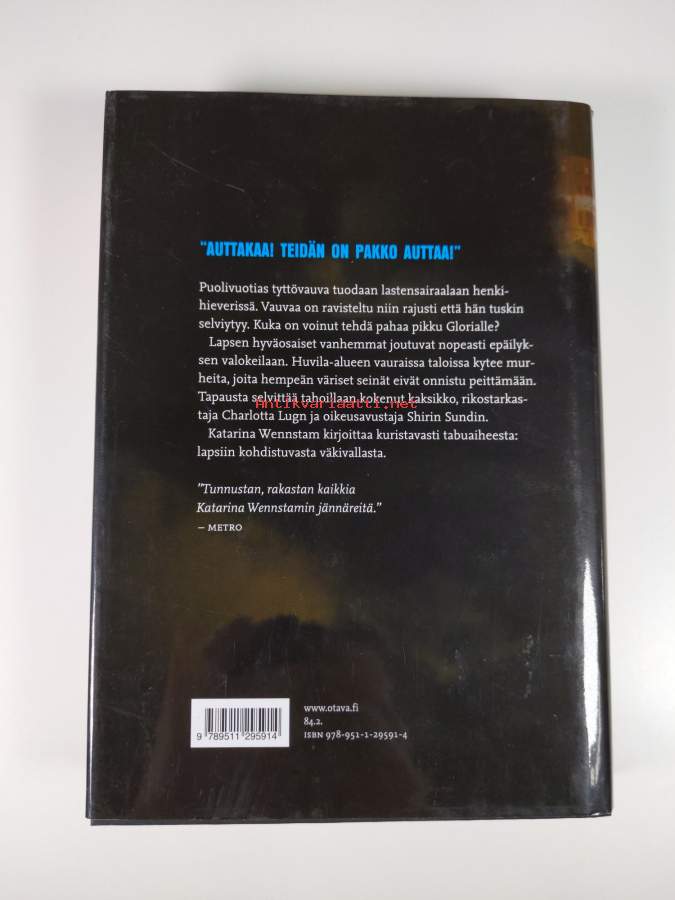 "AUTTAKAA! TEIDÄN ON PAKKO AUTTAA!"
Puolivuotias tyttövauva tuodaan lastensairaalaan henki-
hieverissä. Vauvaa on ravisteltu niin rajusti että hän tuskin
selviytyy. Kuka on voinut tehdä pahaa pikku Glorialle?
Lapsen hyväosaiset vanhemmat joutuvat nopeasti epäilyk-
sen valokeilaan. Huvila-alueen vauraissa taloissa kytee mur-
heita, joita hempeän väriset seinät eivät onnistu peittämään.
Tapausta selvittää tahoillaan kokenut kaksikko, rikostarkas-
Antikvariaatti.net
taja Charlotta Lugn ja oikeusavustaja Shirin Sundin.
Katarina Wennstam kirjoittaa kuristavasti tabuaiheesta:
lapsiin kohdistuvasta väkivallasta.
"Tunnustan, rakastan kaikkia
Katarina Wennstamin jännäreitä."
– METRO
www.otava.fi
84.2.
ISBN 978-951-1-29591-4
9 789511 295914